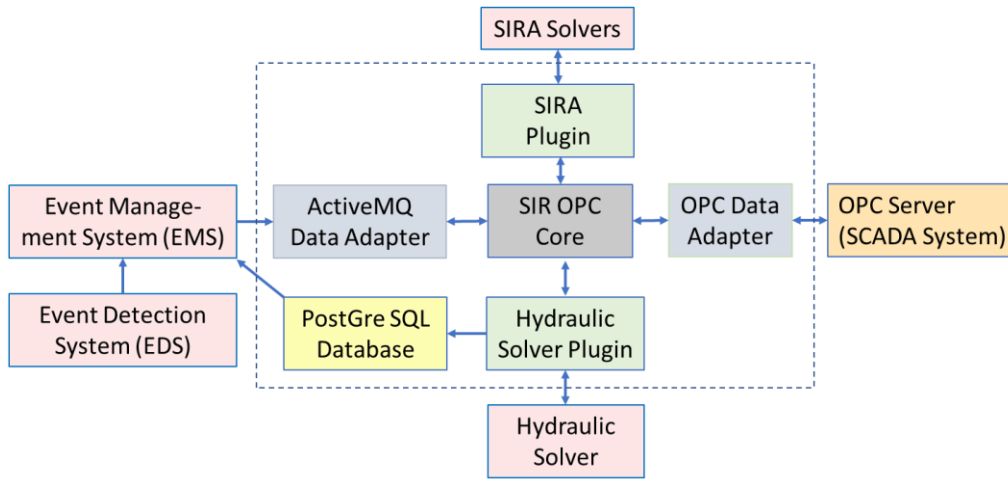 SIRA Solvers
SIRA
Plugin
Event Manage-
ment System (EMS)
ActiveMQ
Data Adapter
SIR OPC
Core
OPC Data
Adapter
OPC Server
(SCADA System)
Event Detection
System (EDS)
PostGre SQL
Database
Hydraulic
Solver Plugin
Hydraulic
Solver